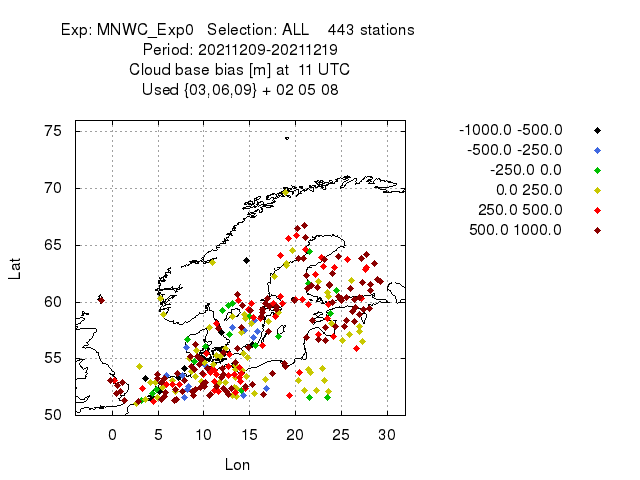 Exp: MNWC_Exp0 Selection: ALL 443 stations
Period: 20211209-20211219
Cloud base bias [m] at 11 UTC
Used {03,06,09} + 02 05 08
-1000.0 -500.0
-500.0 -250.0
-250.0 0.0
0.0 250.0
250.0 500.0
500.0 1000.0
75
70
65
60
55
50
Lat
0 5 10 15 20 25 30
Lon